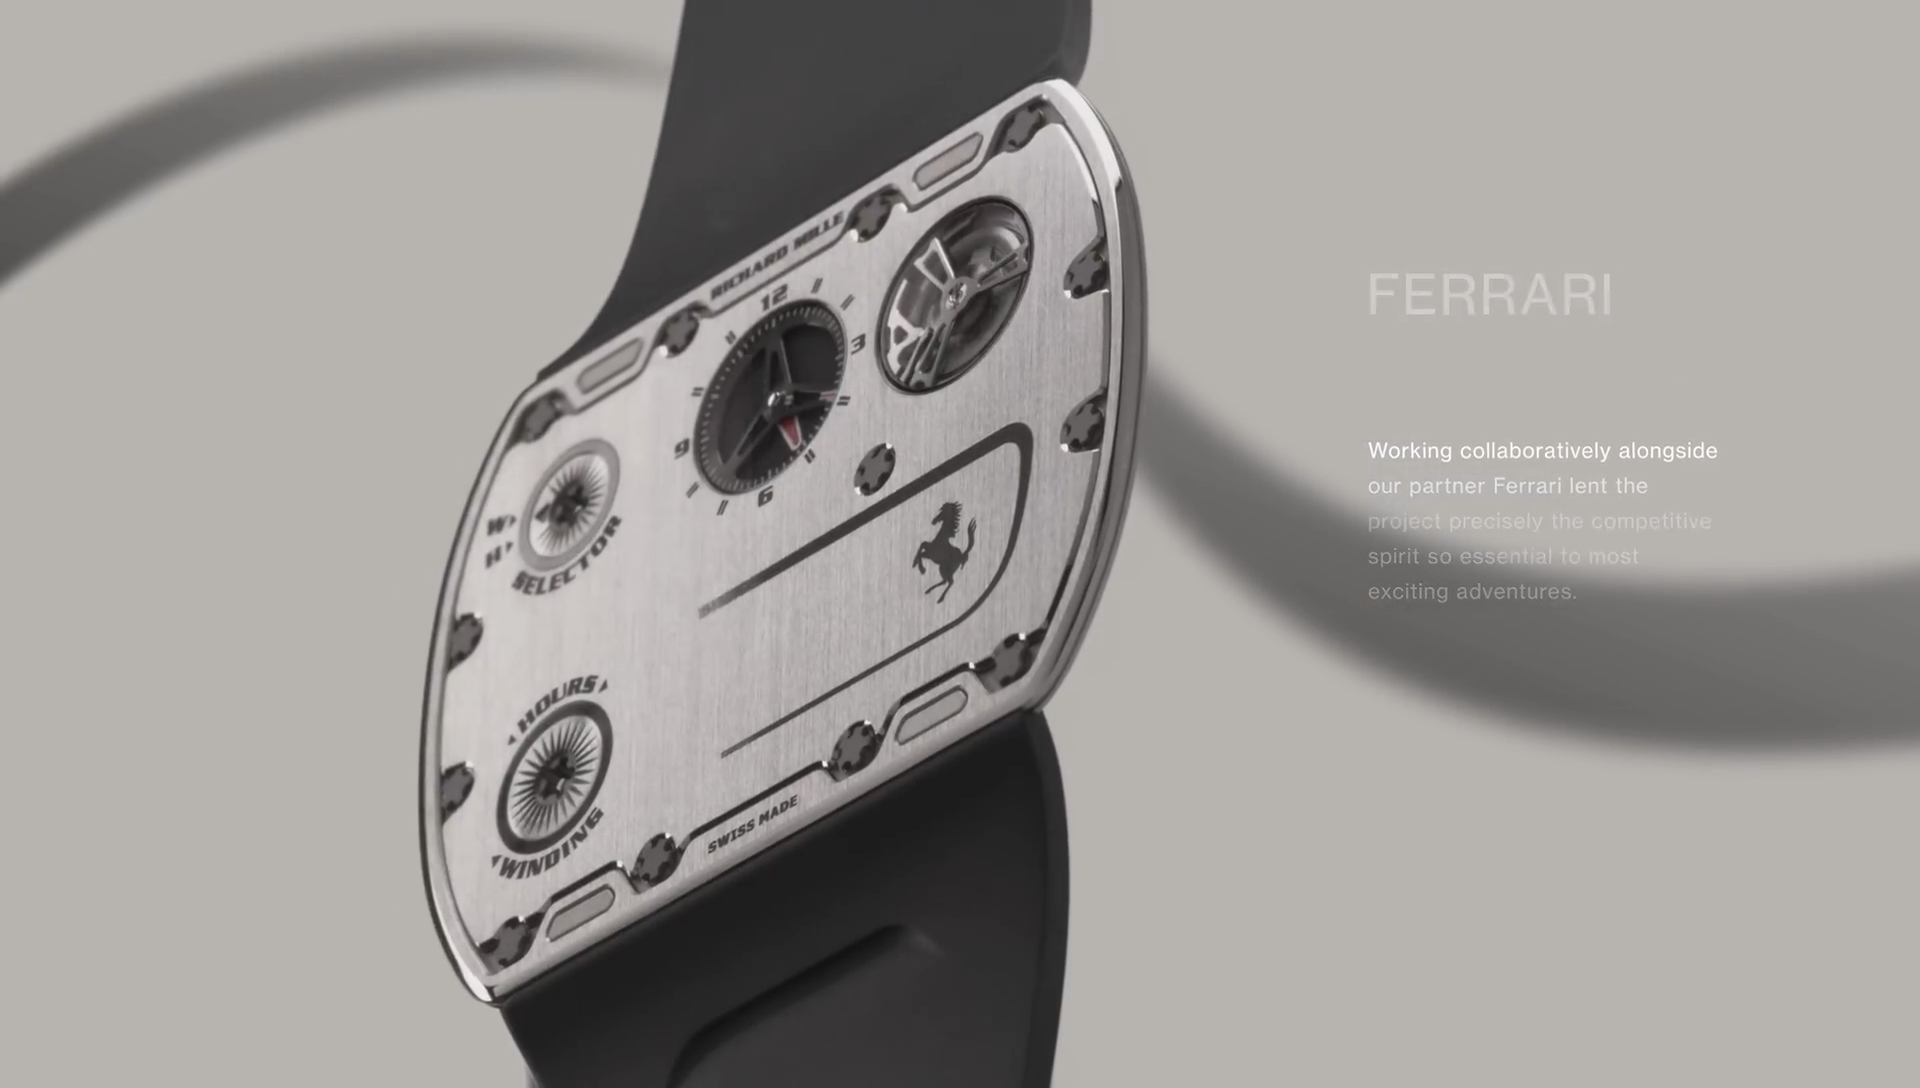 RICHARD MILLE
12
3
9
6
W
H
SELECTOR
HOURS
WINDING
SWISS MADE
FERRARI
Working collaboratively alongside
our partner Ferrari lent the
project precisely the competitive
spirit so essential to most
exciting adventures.